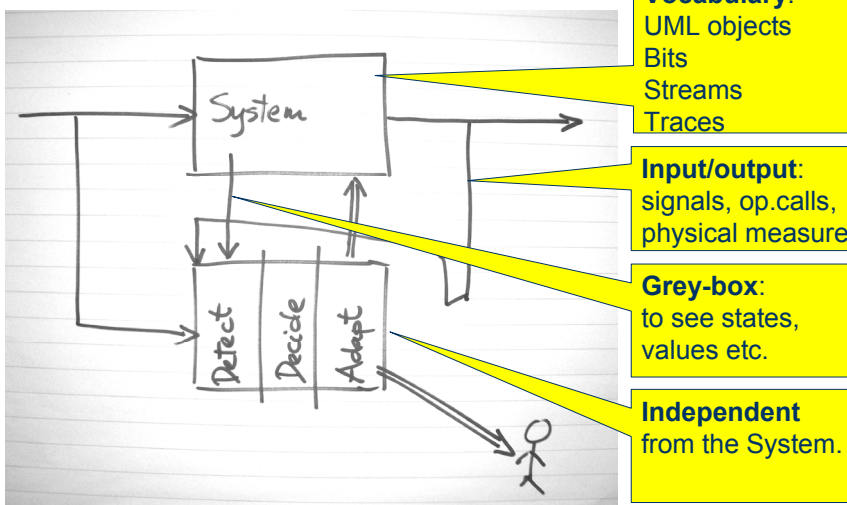 Vocabulary:
UML objects
Bits
Streams
Traces
System
Input/output:
signals, op.calls,
physical measure
Grey-box:
to see states,
values etc.
Detect
Decide
Adapt
Independent
from the System.